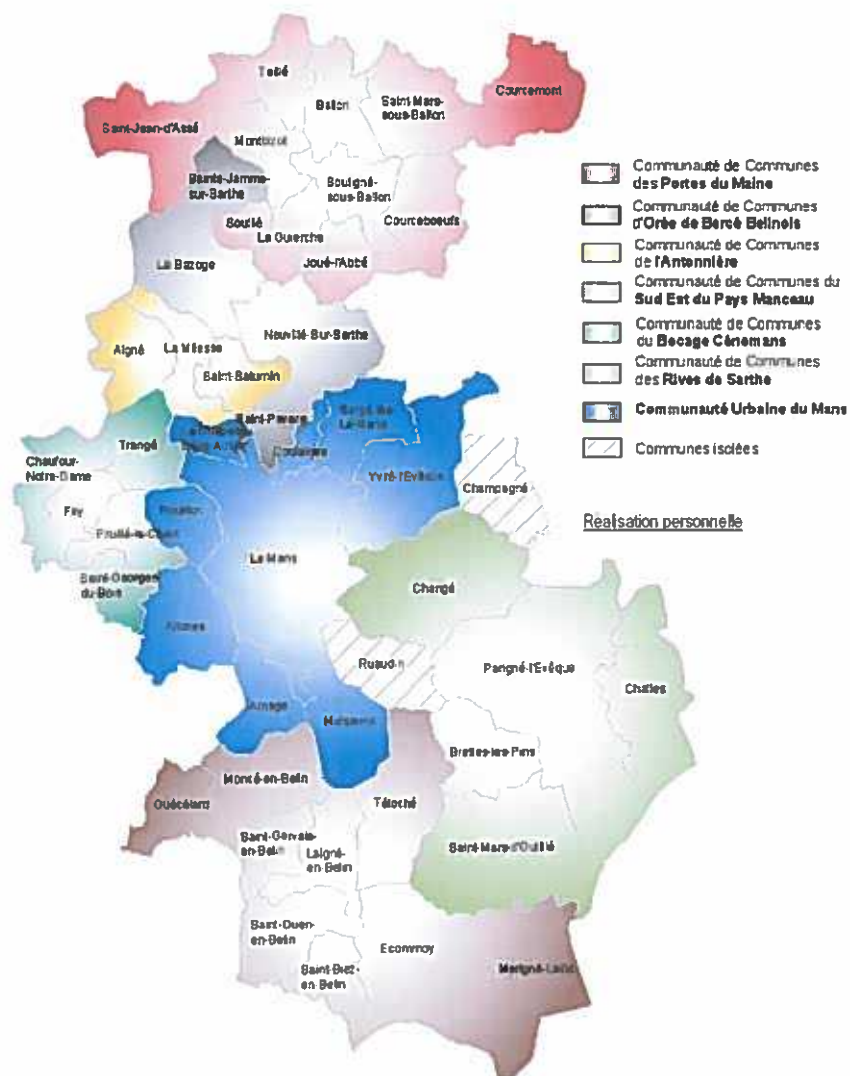 Teillé
Ballon
Saint-Mars-
sous-Ballon
Courcemont
Saint-Jean-d'Assé
Montbizot
Sainte-Jamme-
sur-Sarthe
Souligné-
sous-Ballon
Souillé
La Guierche
Courceboeufs
La Bazoge
Joué-l'Abbé
Neuville-Sur-Sarthe
Aigné
La Milesse
Saint-Saturnin
Saint-Pavace
Sargé-lès-
Le-Mans
Coulaines
Trangé
Yvré-l'Evêque
Chaufour-
Notre-Dame
Champagné
Fay
Rouillon
Pruillé-le-Chétif
Le Mans
Changé
Saint-Georges-
du-Bois
Allonnes
Ruaudin
Parigné-l'Evêque
Challes
Arnage
Mulsanne
Brettes-les-Pins
Moncé-en-Belin
Ouécélard
Téloché
Saint-Gervais-
en-Belin
Laigné-
en-Belin
Saint-Mars-d'Outillé
Saint-Ouen-
en-Belin
Ecommoy
Saint-Biez-
en-Belin
Marigné-Laillé
Communauté de Communes
des Portes du Maine
Communauté de Communes
d'Orée de Bercé Belinois
Communauté de Communes
de l'Antonnière
Communauté de Communes du
Sud Est du Pays Manceau
Communauté de Communes
du Bocage Cénomans
Communauté de Communes
des Rives de Sarthe
Communauté Urbaine du Mans
Communes isolées
Réalisation personnelle